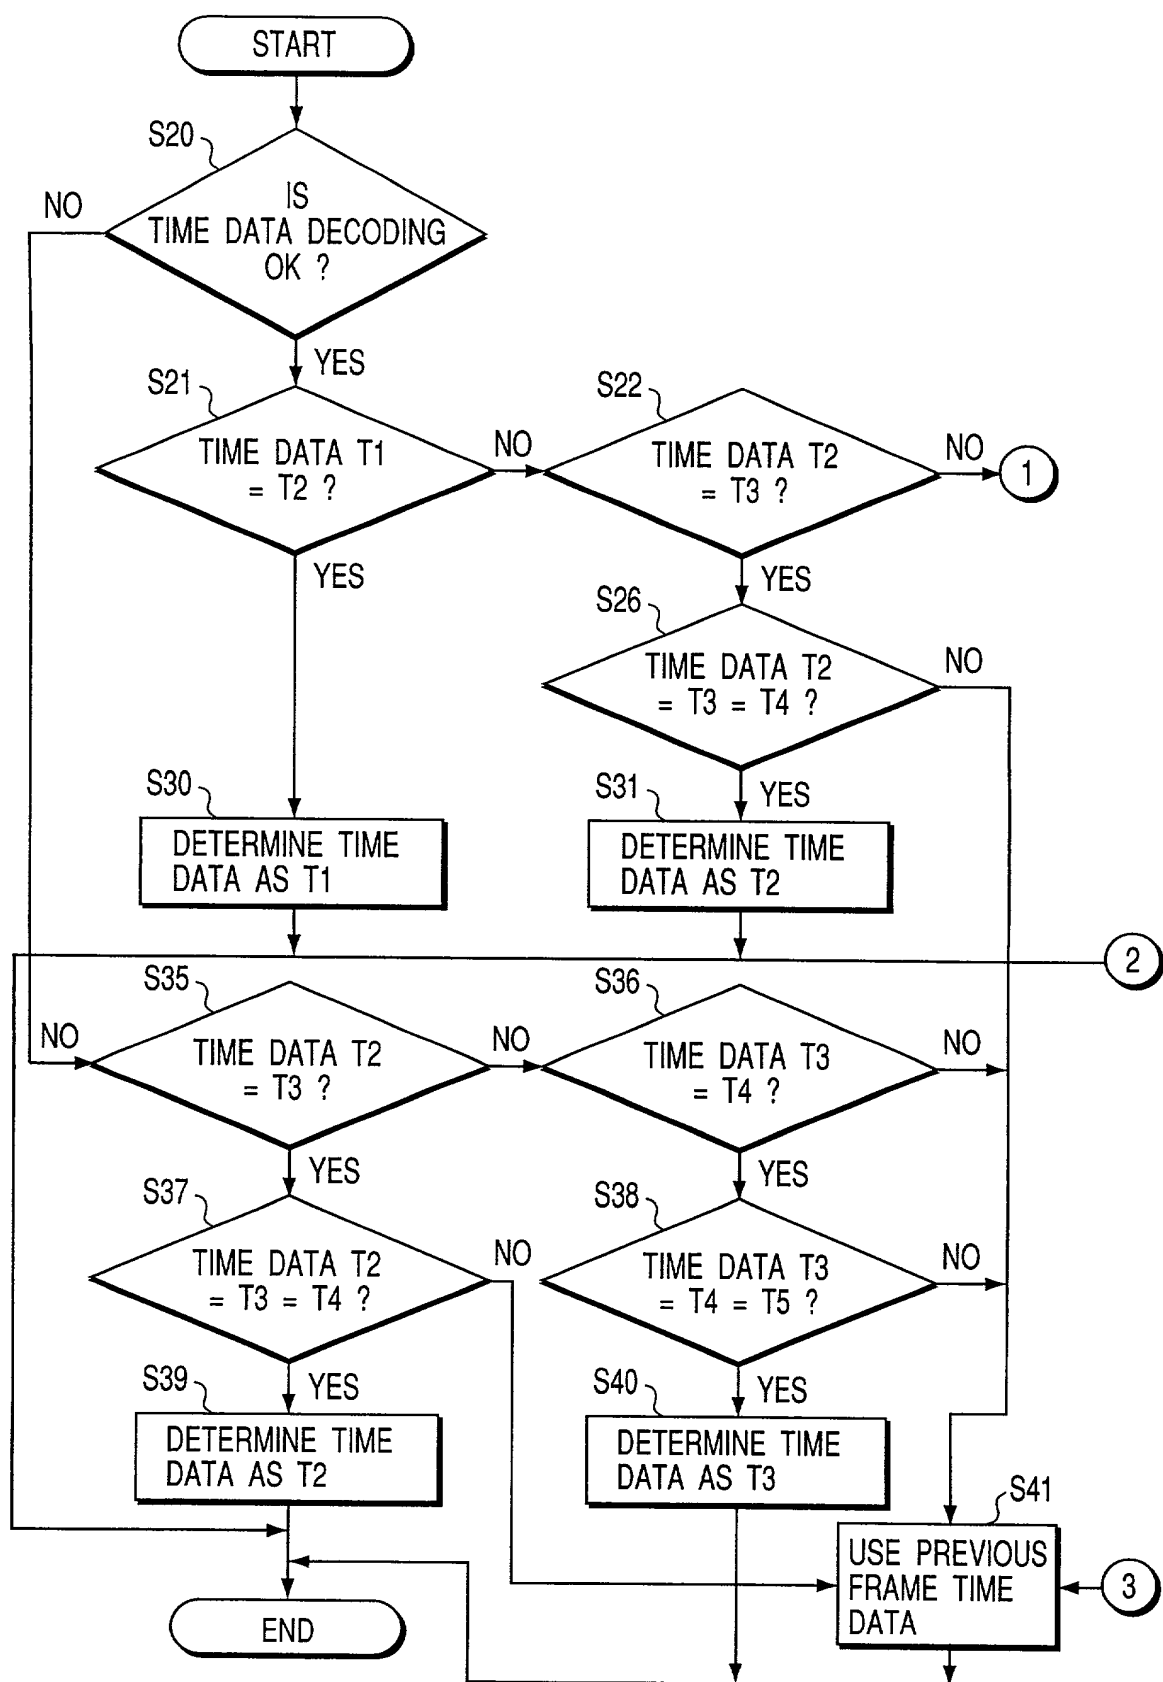 START
S20
IS
TIME DATA DECODING
OK ?
NO
YES
S21
TIME DATA T1
= T2 ?
NO
YES
S22
TIME DATA T2
= T3 ?
NO
1
YES
S26
TIME DATA T2
= T3 = T4 ?
NO
YES
S30
DETERMINE TIME
DATA AS T1
S31
DETERMINE TIME
DATA AS T2
2
S35
NO
TIME DATA T2
= T3 ?
NO
YES
S36
TIME DATA T3
= T4 ?
NO
YES
S37
TIME DATA T2
= T3 = T4 ?
NO
YES
S38
TIME DATA T3
= T4 = T5 ?
NO
YES
S39
DETERMINE TIME
DATA AS T2
S40
DETERMINE TIME
DATA AS T3
S41
USE PREVIOUS
FRAME TIME
DATA
3
END